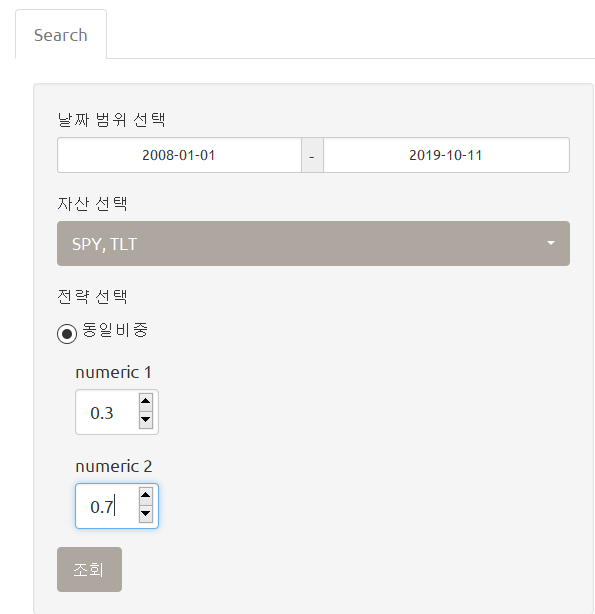 Search
날짜 범위 선택
2008-01-01 - 2019-10-11
자산 선택
SPY, TLT
전략 선택
동일비중
numeric 1
0.3
numeric 2
0.7
조회